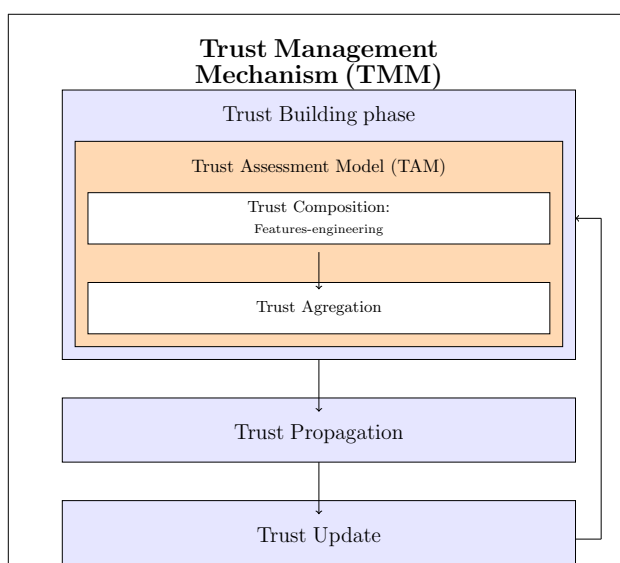 Trust Management
Mechanism (TMM)
Trust Building phase
Trust Assessment Model (TAM)
Trust Composition:
Features-engineering
Trust Agregation
Trust Propagation
Trust Update